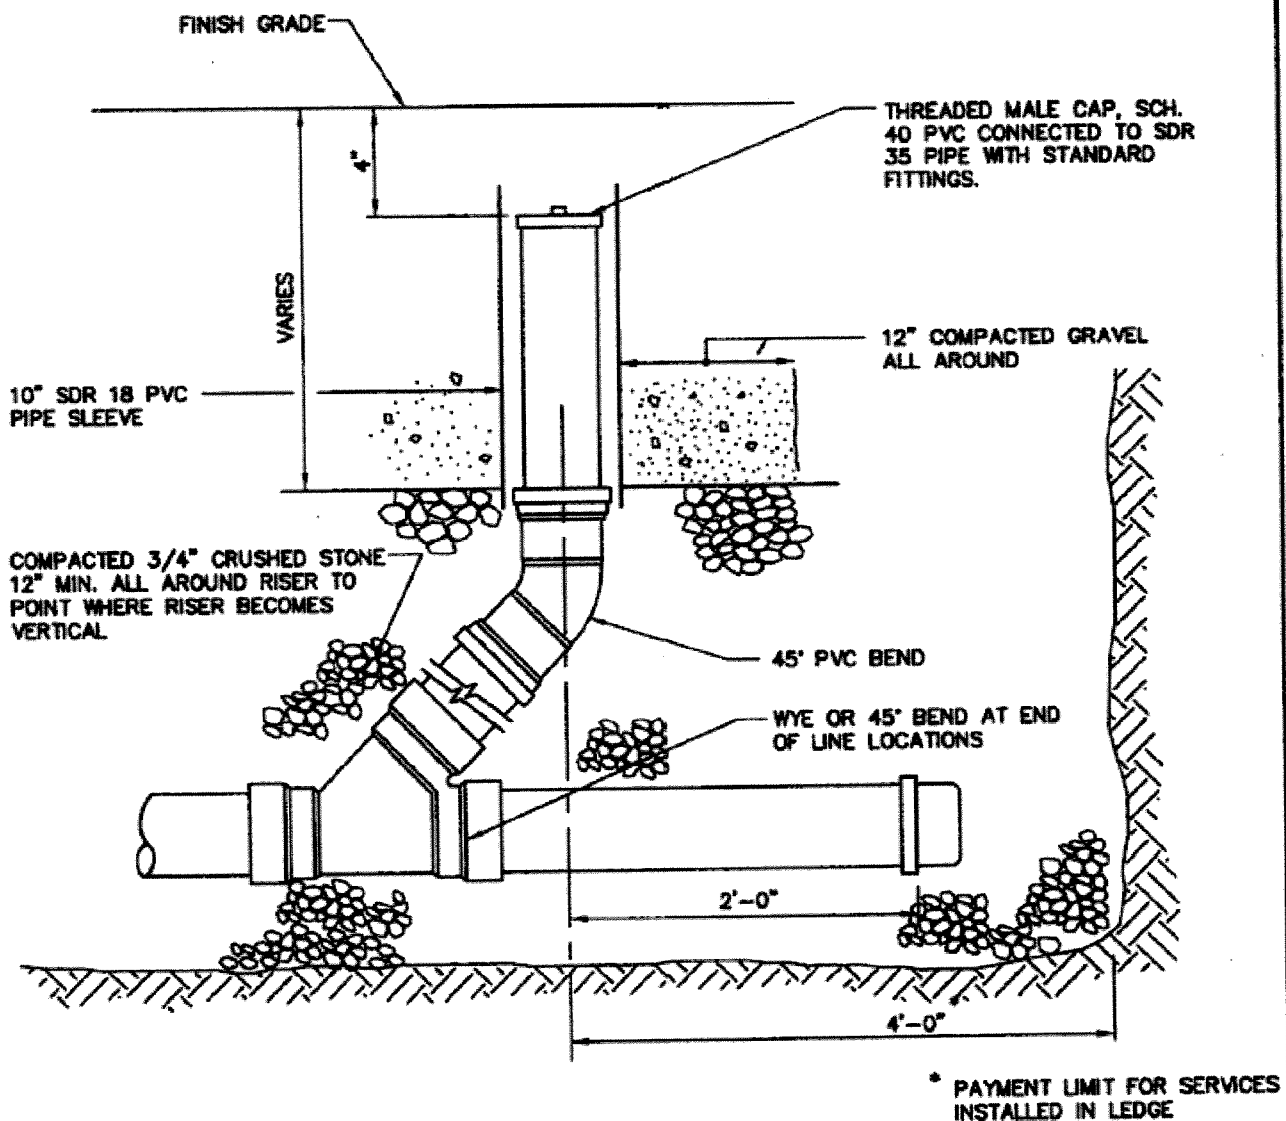 FINISH GRADE
4"
THREADED MALE CAP, SCH.
40 PVC CONNECTED TO SDR
35 PIPE WITH STANDARD
FITTINGS.
VARIES
12" COMPACTED GRAVEL
ALL AROUND
10" SDR 18 PVC
PIPE SLEEVE
COMPACTED 3/4" CRUSHED STONE
12" MIN. ALL AROUND RISER TO
POINT WHERE RISER BECOMES
VERTICAL
45° PVC BEND
WYE OR 45° BEND AT END
OF LINE LOCATIONS
2'-0"
4'-0" *
* PAYMENT LIMIT FOR SERVICES
INSTALLED IN LEDGE